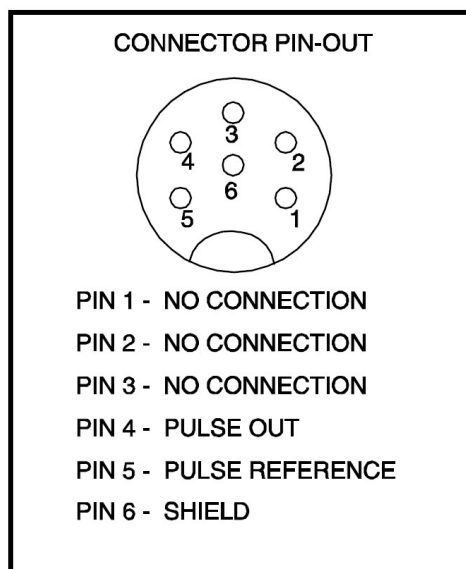 CONNECTOR PIN-OUT
3
4 2
6
5 1
PIN 1 - NO CONNECTION
PIN 2 - NO CONNECTION
PIN 3 - NO CONNECTION
PIN 4 - PULSE OUT
PIN 5 - PULSE REFERENCE
PIN 6 - SHIELD